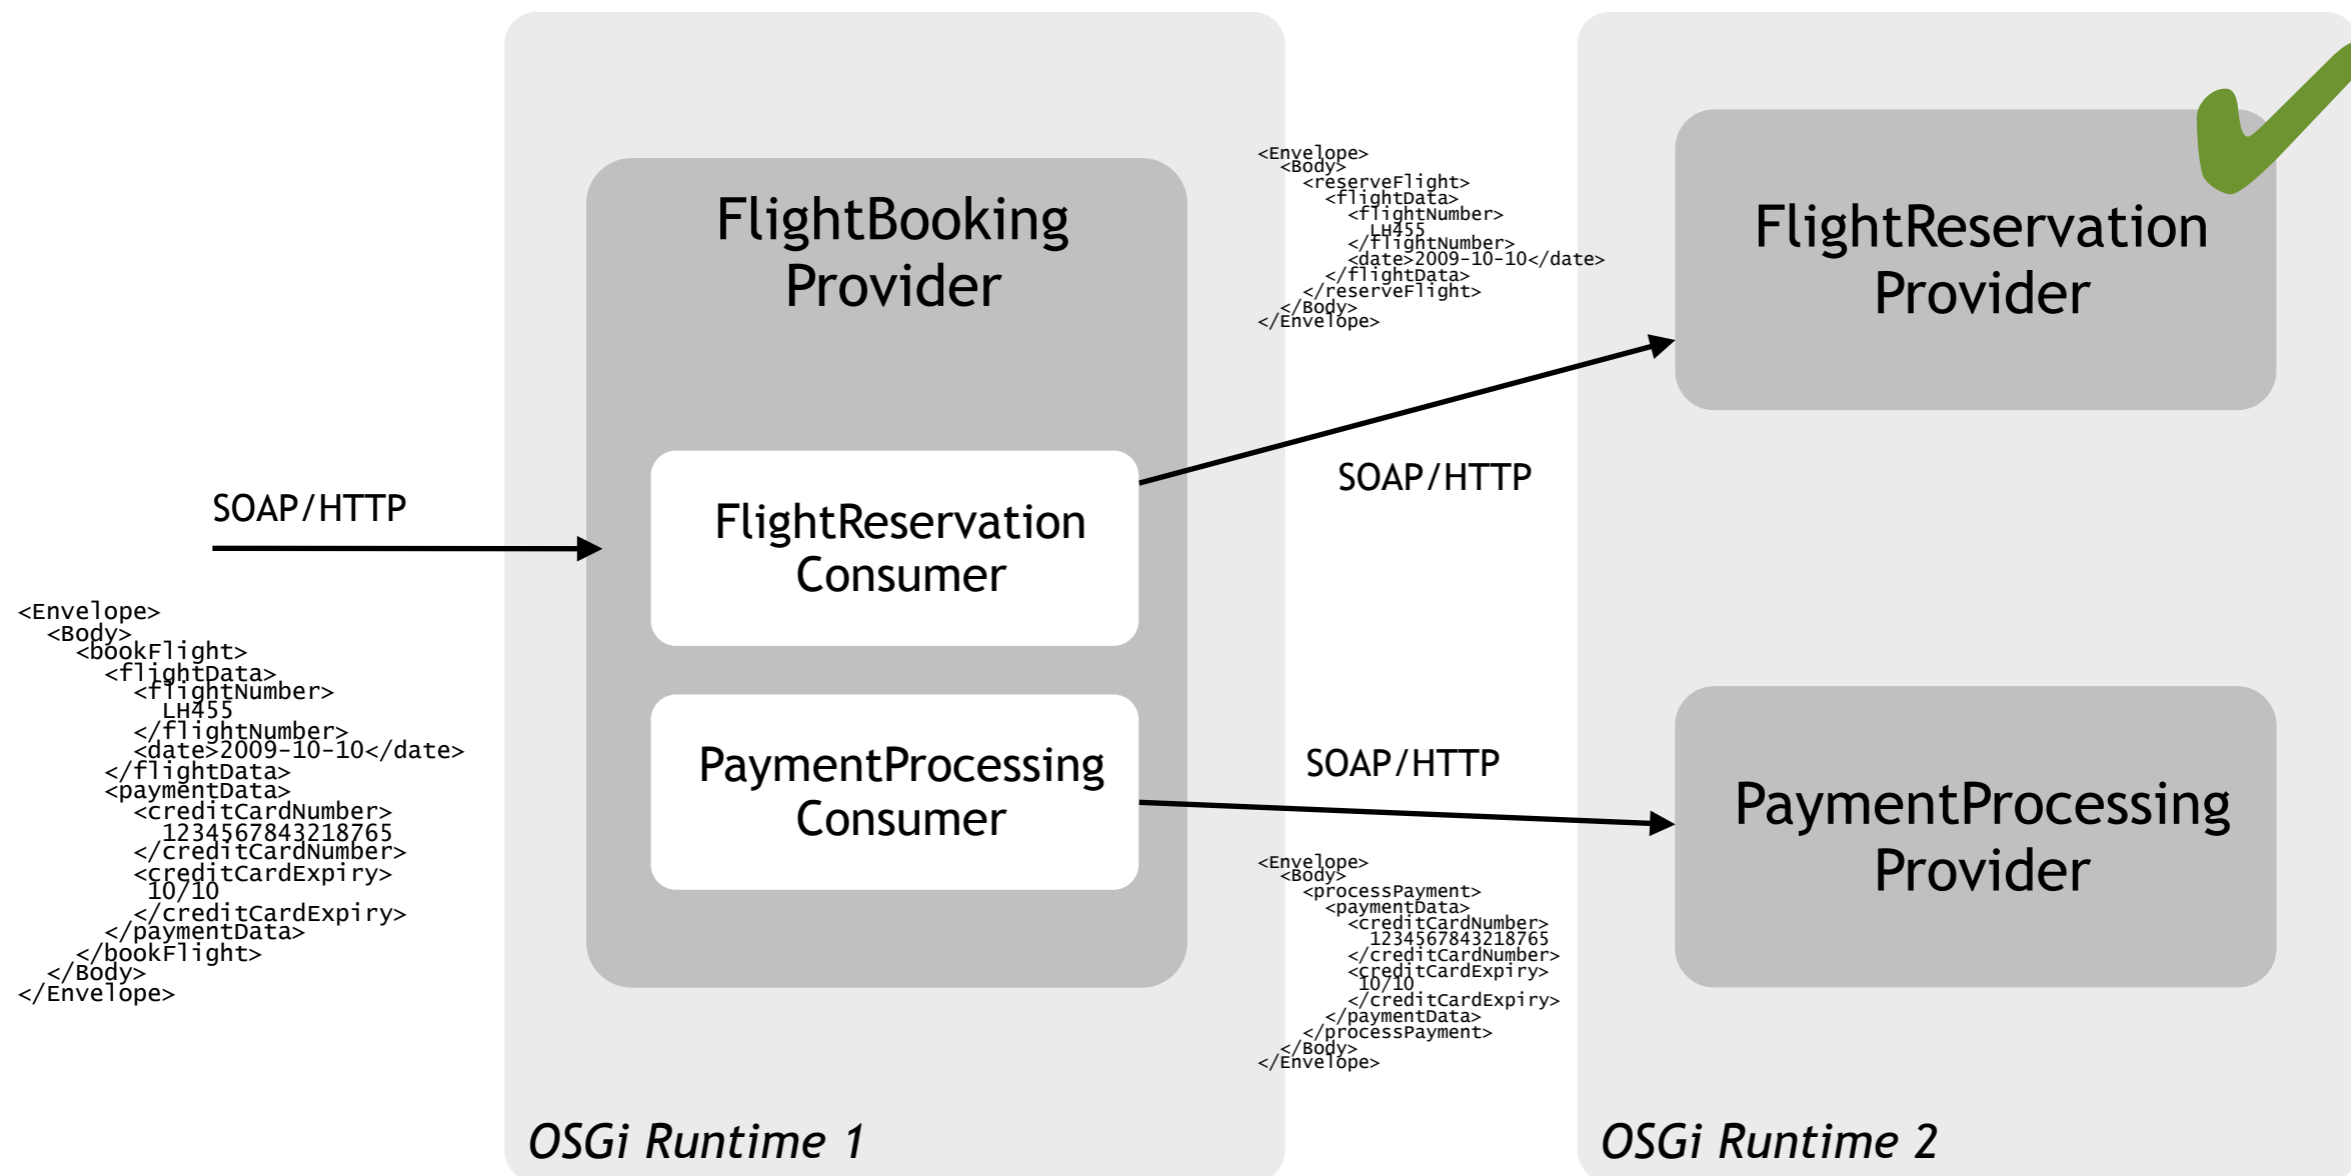 SOAP/HTTP
<Envelope>
<Body>
<bookFlight>
<flightData>
<flightNumber>
LH455
</flightNumber>
<date>2009-10-10</date>
</flightData>
<paymentData>
<creditCardNumber>
1234567843218765
</creditCardNumber>
<creditCardExpiry>
10/10
</creditCardExpiry>
</paymentData>
</bookFlight>
</Body>
</Envelope>
FlightBooking
Provider
FlightReservation
Consumer
PaymentProcessing
Consumer
OSGi Runtime 1
<Envelope>
<Body>
<reserveFlight>
<flightData>
<flightNumber>
LH455
</flightNumber>
<date>2009-10-10</date>
</flightData>
</reserveFlight>
</Body>
</Envelope>
SOAP/HTTP
SOAP/HTTP
<Envelope>
<Body>
<processPayment>
<paymentData>
<creditCardNumber>
1234567843218765
</creditCardNumber>
<creditCardExpiry>
10/10
</creditCardExpiry>
</paymentData>
</processPayment>
</Body>
</Envelope>
FlightReservation
Provider
PaymentProcessing
Provider
OSGi Runtime 2